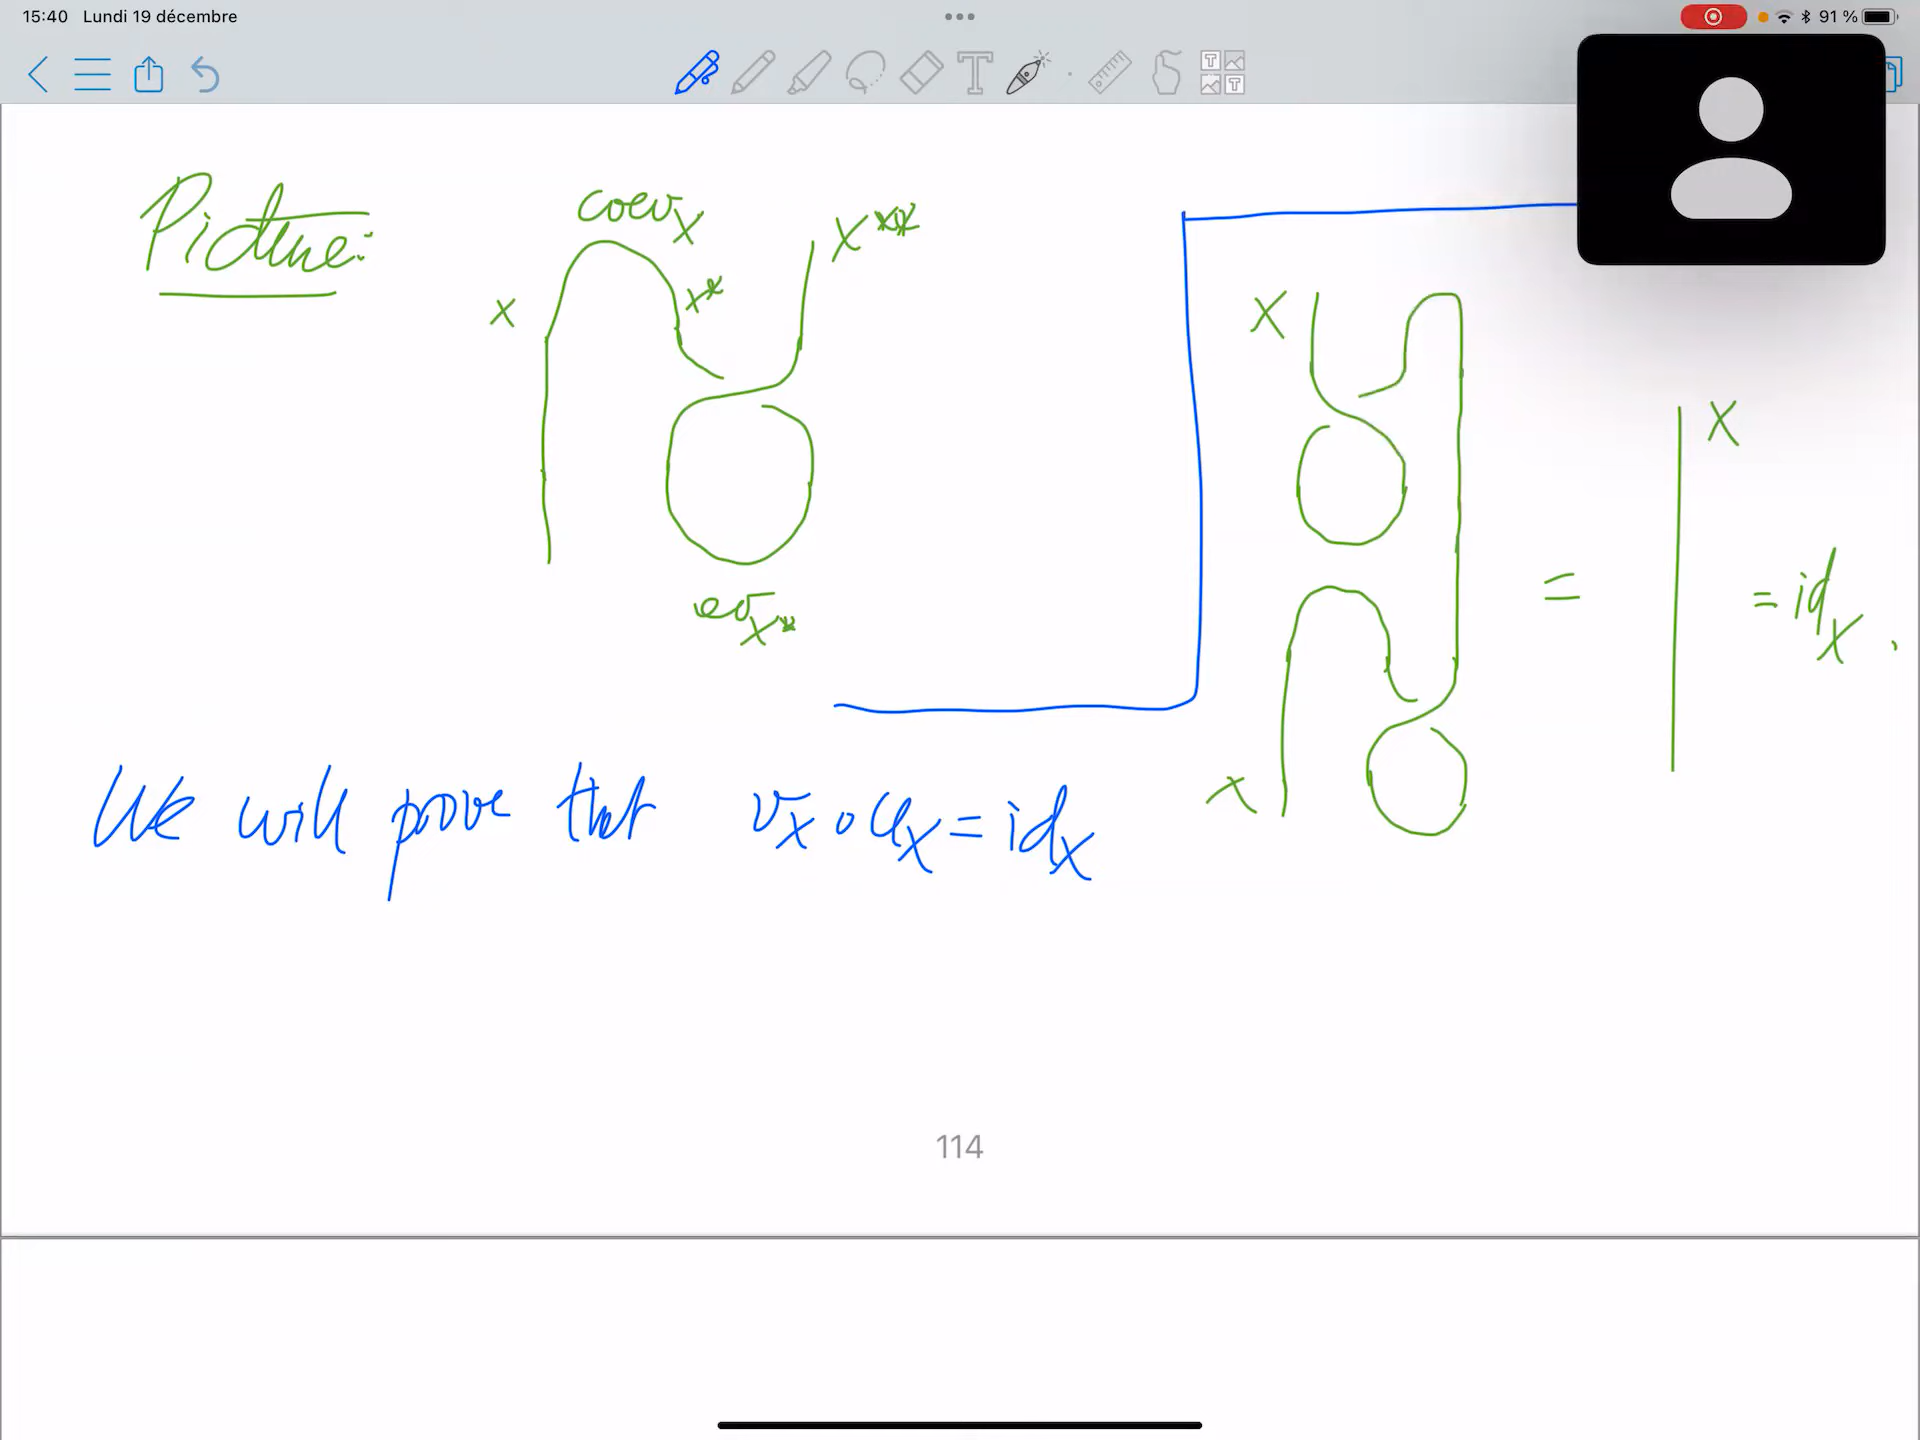 15:40 Lundi 19 décembre
91 %
Picture:
coev_X
X**
X
X*
ev_X*
X
X
= | X = id_X.
X
We will prove that v_X ∘ u_X = id_X
114